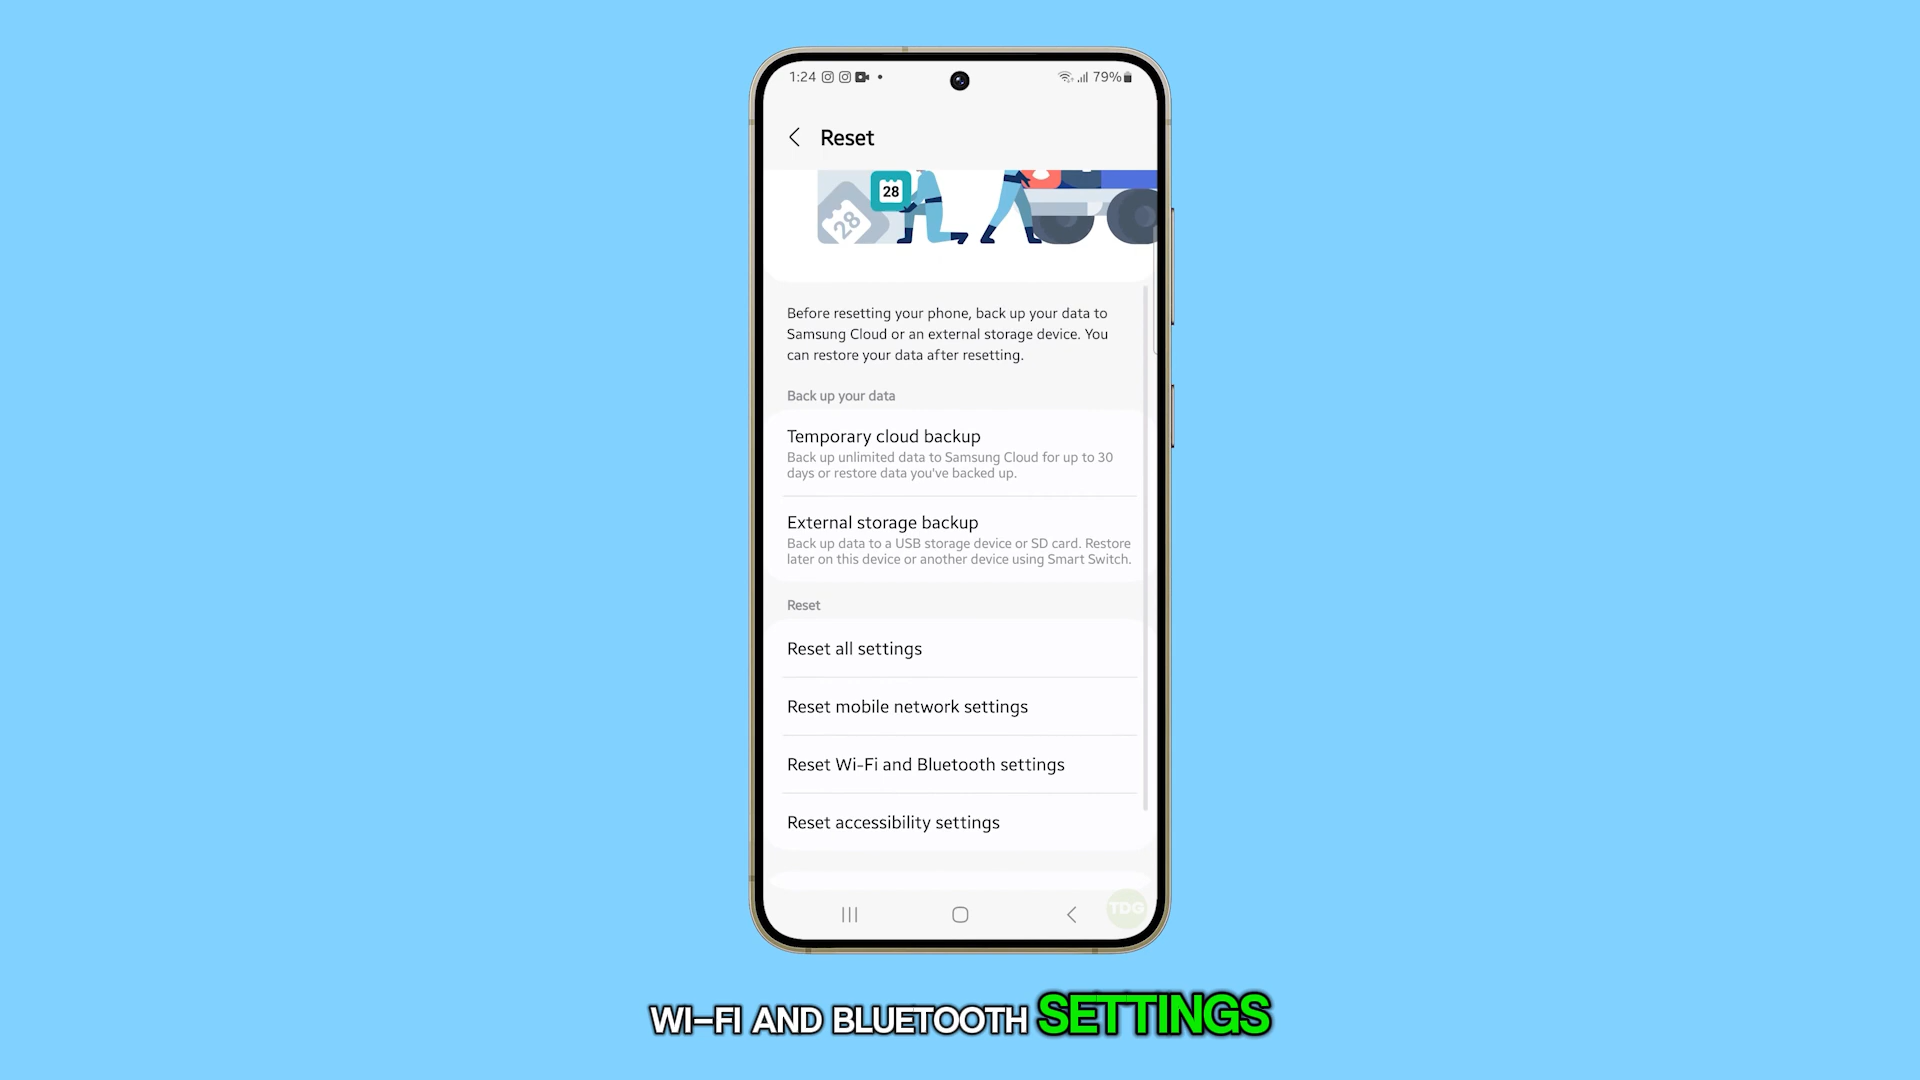 1:24
79%
Reset
28
28
Before resetting your phone, back up your data to
Samsung Cloud or an external storage device. You
can restore your data after resetting.
Back up your data
Temporary cloud backup
Back up unlimited data to Samsung Cloud for up to 30
days or restore data you've backed up.
External storage backup
Back up data to a USB storage device or SD card. Restore
later on this device or another device using Smart Switch.
Reset
Reset all settings
Reset mobile network settings
Reset Wi-Fi and Bluetooth settings
Reset accessibility settings
TDG
WI-FI AND BLUETOOTH SETTINGS